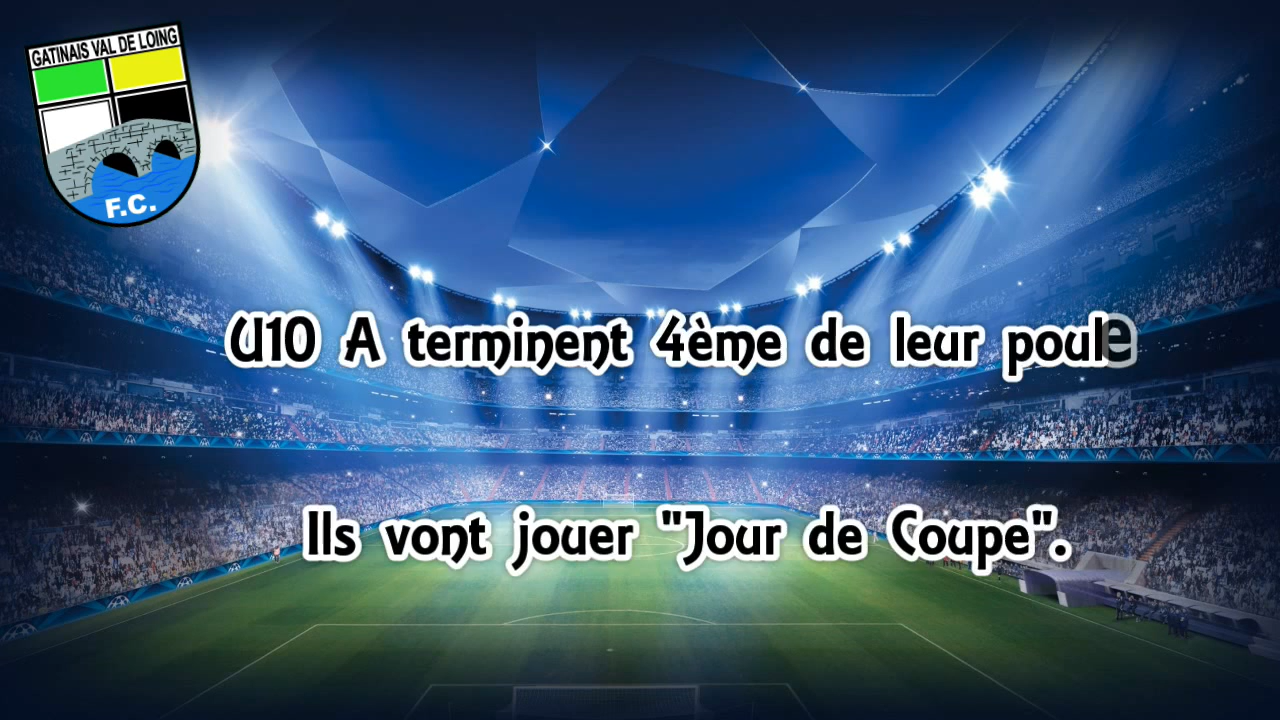 GATINAIS VAL DE LOING
F.C.
U10 A terminent 4ème de leur poule
Ils vont jouer "Jour de Coupe".